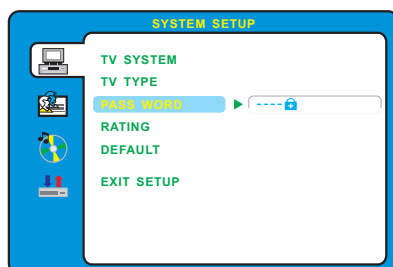 SYSTEM SETUP
TV SYSTEM
TV TYPE
PASS WORD ----
RATING
DEFAULT
EXIT SETUP